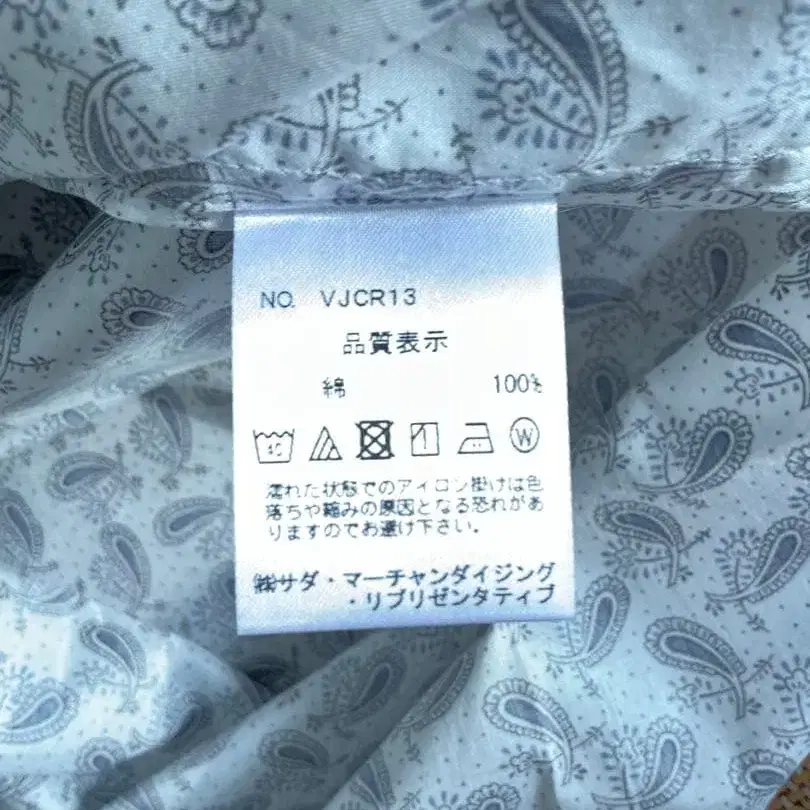 NO. VJCR13
品質表示
綿 100%
40 W
濡れた状態でのアイロン掛けは色
落ちや縮みの原因となる恐れがあ
りますのでお避け下さい。
㈱サダ・マーチャンダイジング
・リプリゼンタティブ